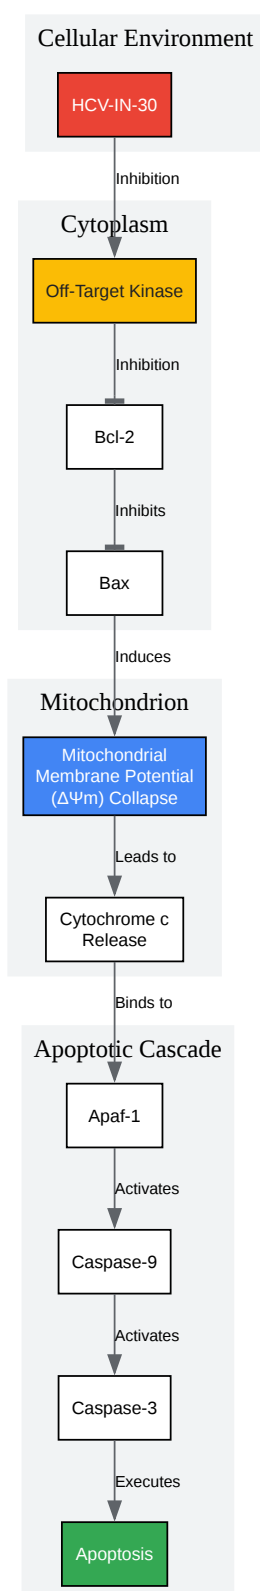 Cellular Environment
HCV-IN-30
Inhibition
Cytoplasm
Off-Target Kinase
Inhibition
Bcl-2
Inhibits
Bax
Induces
Mitochondrion
Mitochondrial
Membrane Potential
(ΔΨm) Collapse
Leads to
Cytochrome c
Release
Binds to
Apoptotic Cascade
Apaf-1
Activates
Caspase-9
Activates
Caspase-3
Executes
Apoptosis